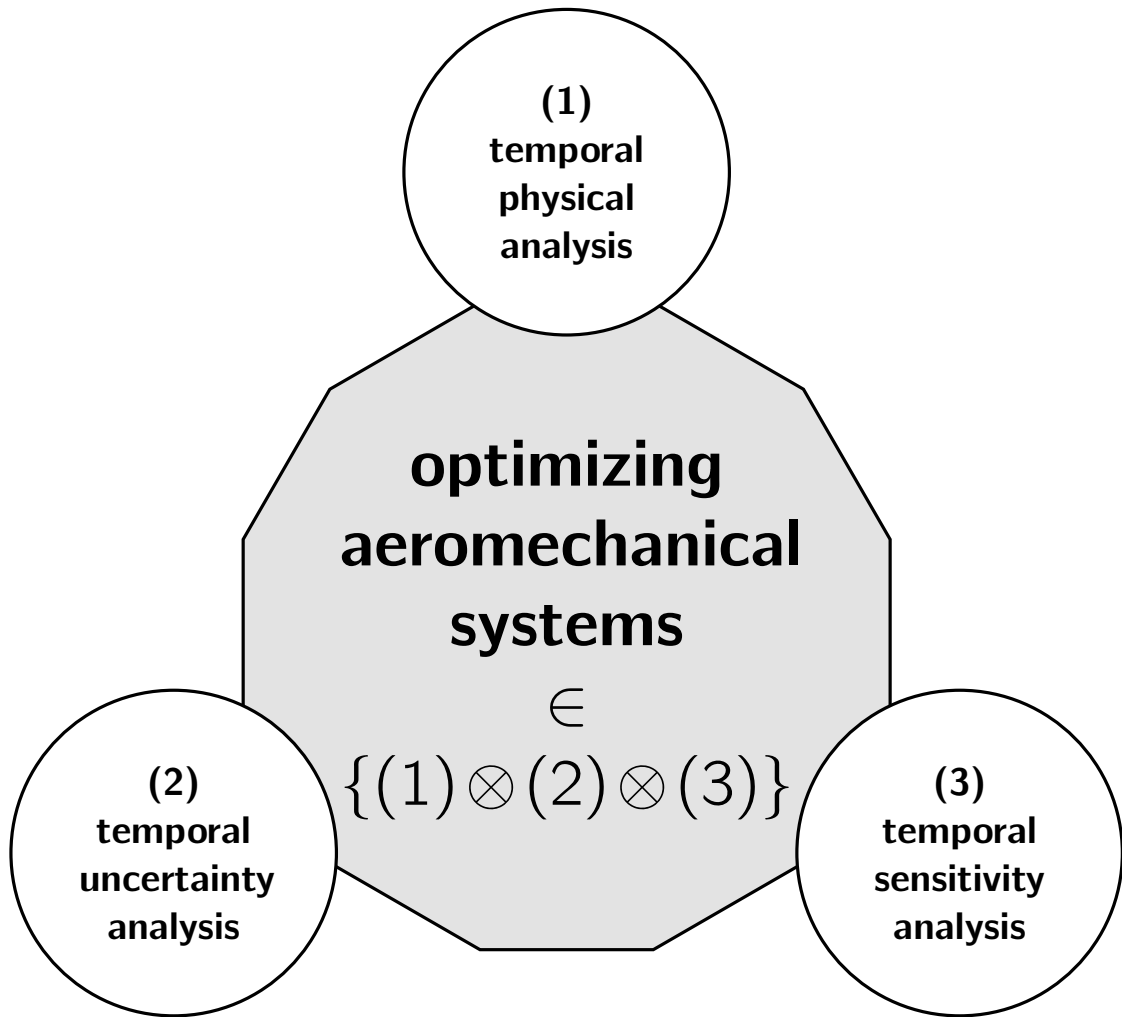 (1)
temporal
physical
analysis
optimizing
aeromechanical
systems
∈
{(1)⊗(2)⊗(3)}
(2)
temporal
uncertainty
analysis
(3)
temporal
sensitivity
analysis